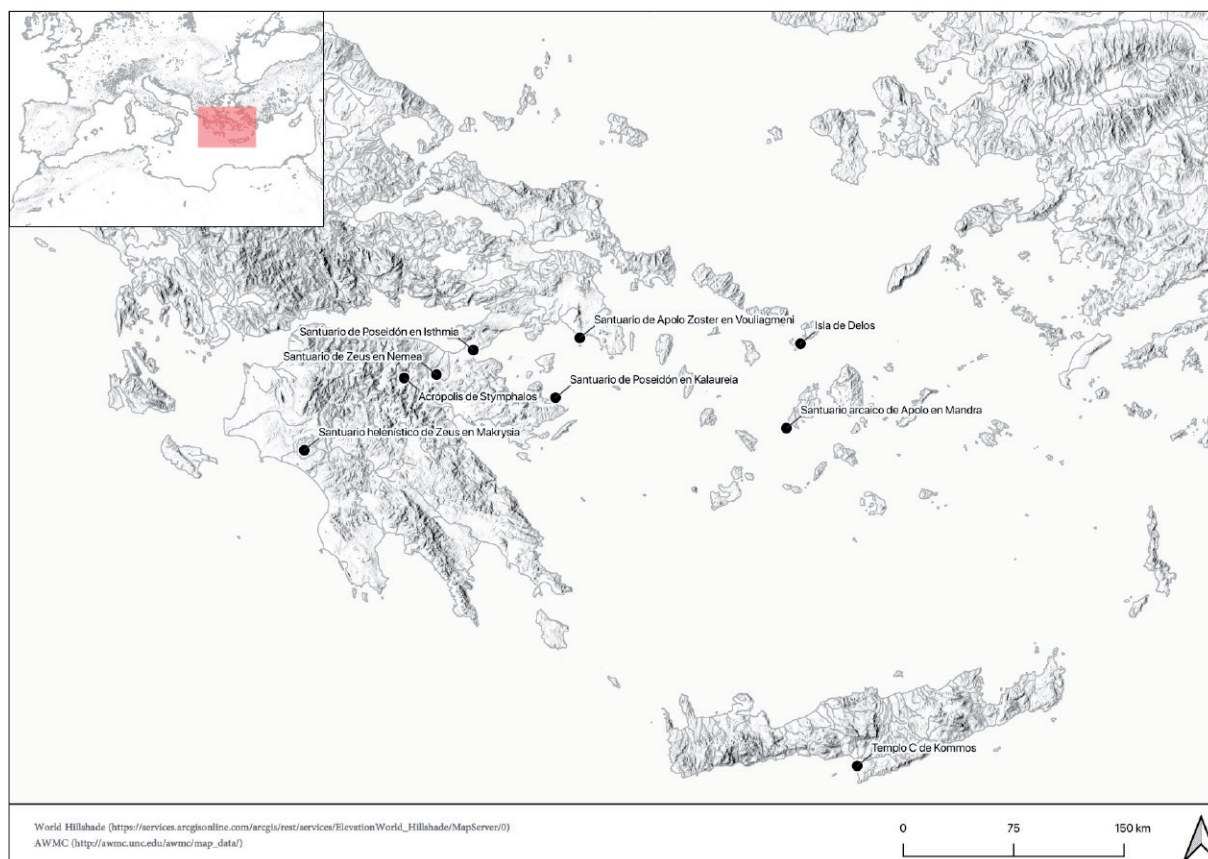 Santuario de Poseidón en Isthmia
Santuario de Apolo Zoster en Vouliagmeni
Isla de Delos
Santuario de Zeus en Nemea
Acrópolis de Stymphalos
Santuario de Poseidón en Kalaureia
Santuario arcaico de Apolo en Mandra
Santuario helenístico de Zeus en Makrysia
Templo C de Kommos
World Hillshade (https://services.arcgisonline.com/arcgis/rest/services/ElevationWorld_Hillshade/MapServer/0)
AWMC (http://awmc.unc.edu/awmc/map_data/)
0 75 150 km